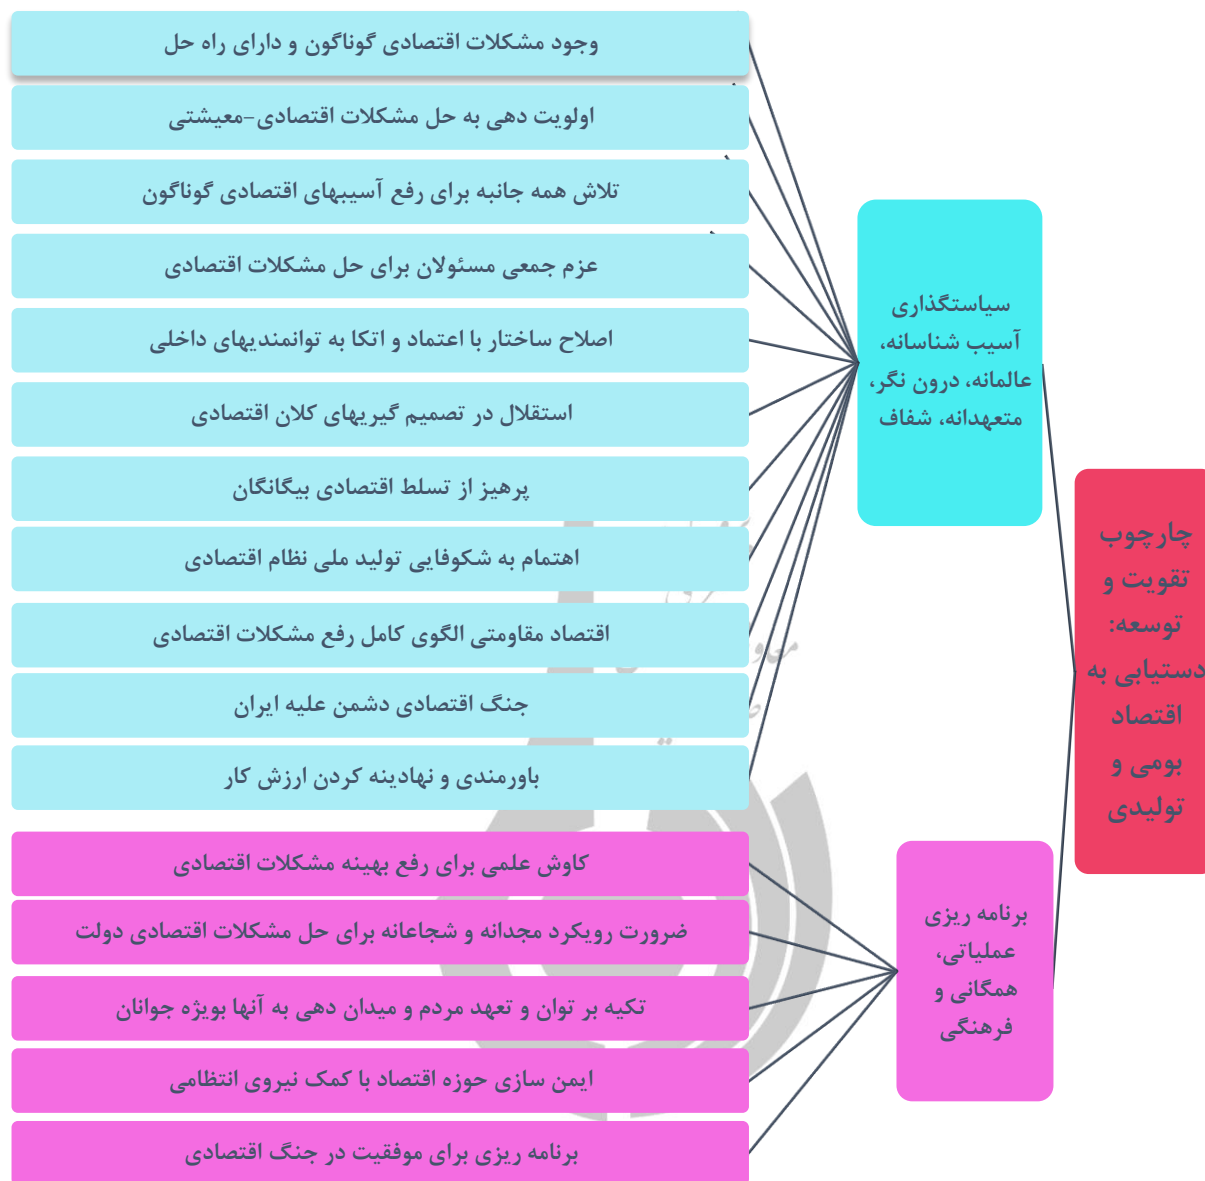 چارچوب
تقویت و
توسعه:
دستیابی به
اقتصاد
بومی و
تولیدی
سیاستگذاری
آسیب شناسانه،
عالمانه، درون نگر،
متعهدانه، شفاف
وجود مشکلات اقتصادی گوناگون و دارای راه حل
اولویت دهی به حل مشکلات اقتصادی-معیشتی
تلاش همه جانبه برای رفع آسیبهای اقتصادی گوناگون
عزم جمعی مسئولان برای حل مشکلات اقتصادی
اصلاح ساختار با اعتماد و اتکا به توانمندیهای داخلی
استقلال در تصمیم گیریهای کلان اقتصادی
پرهیز از تسلط اقتصادی بیگانگان
اهتمام به شکوفایی تولید ملی نظام اقتصادی
اقتصاد مقاومتی الگوی کامل رفع مشکلات اقتصادی
جنگ اقتصادی دشمن علیه ایران
باورمندی و نهادینه کردن ارزش کار
برنامه ریزی
عملیاتی،
همگانی و
فرهنگی
کاوش علمی برای رفع بهینه مشکلات اقتصادی
ضرورت رویکرد مجدانه و شجاعانه برای حل مشکلات اقتصادی دولت
تکیه بر توان و تعهد مردم و میدان دهی به آنها بویژه جوانان
ایمن سازی حوزه اقتصاد با کمک نیروی انتظامی
برنامه ریزی برای موفقیت در جنگ اقتصادی